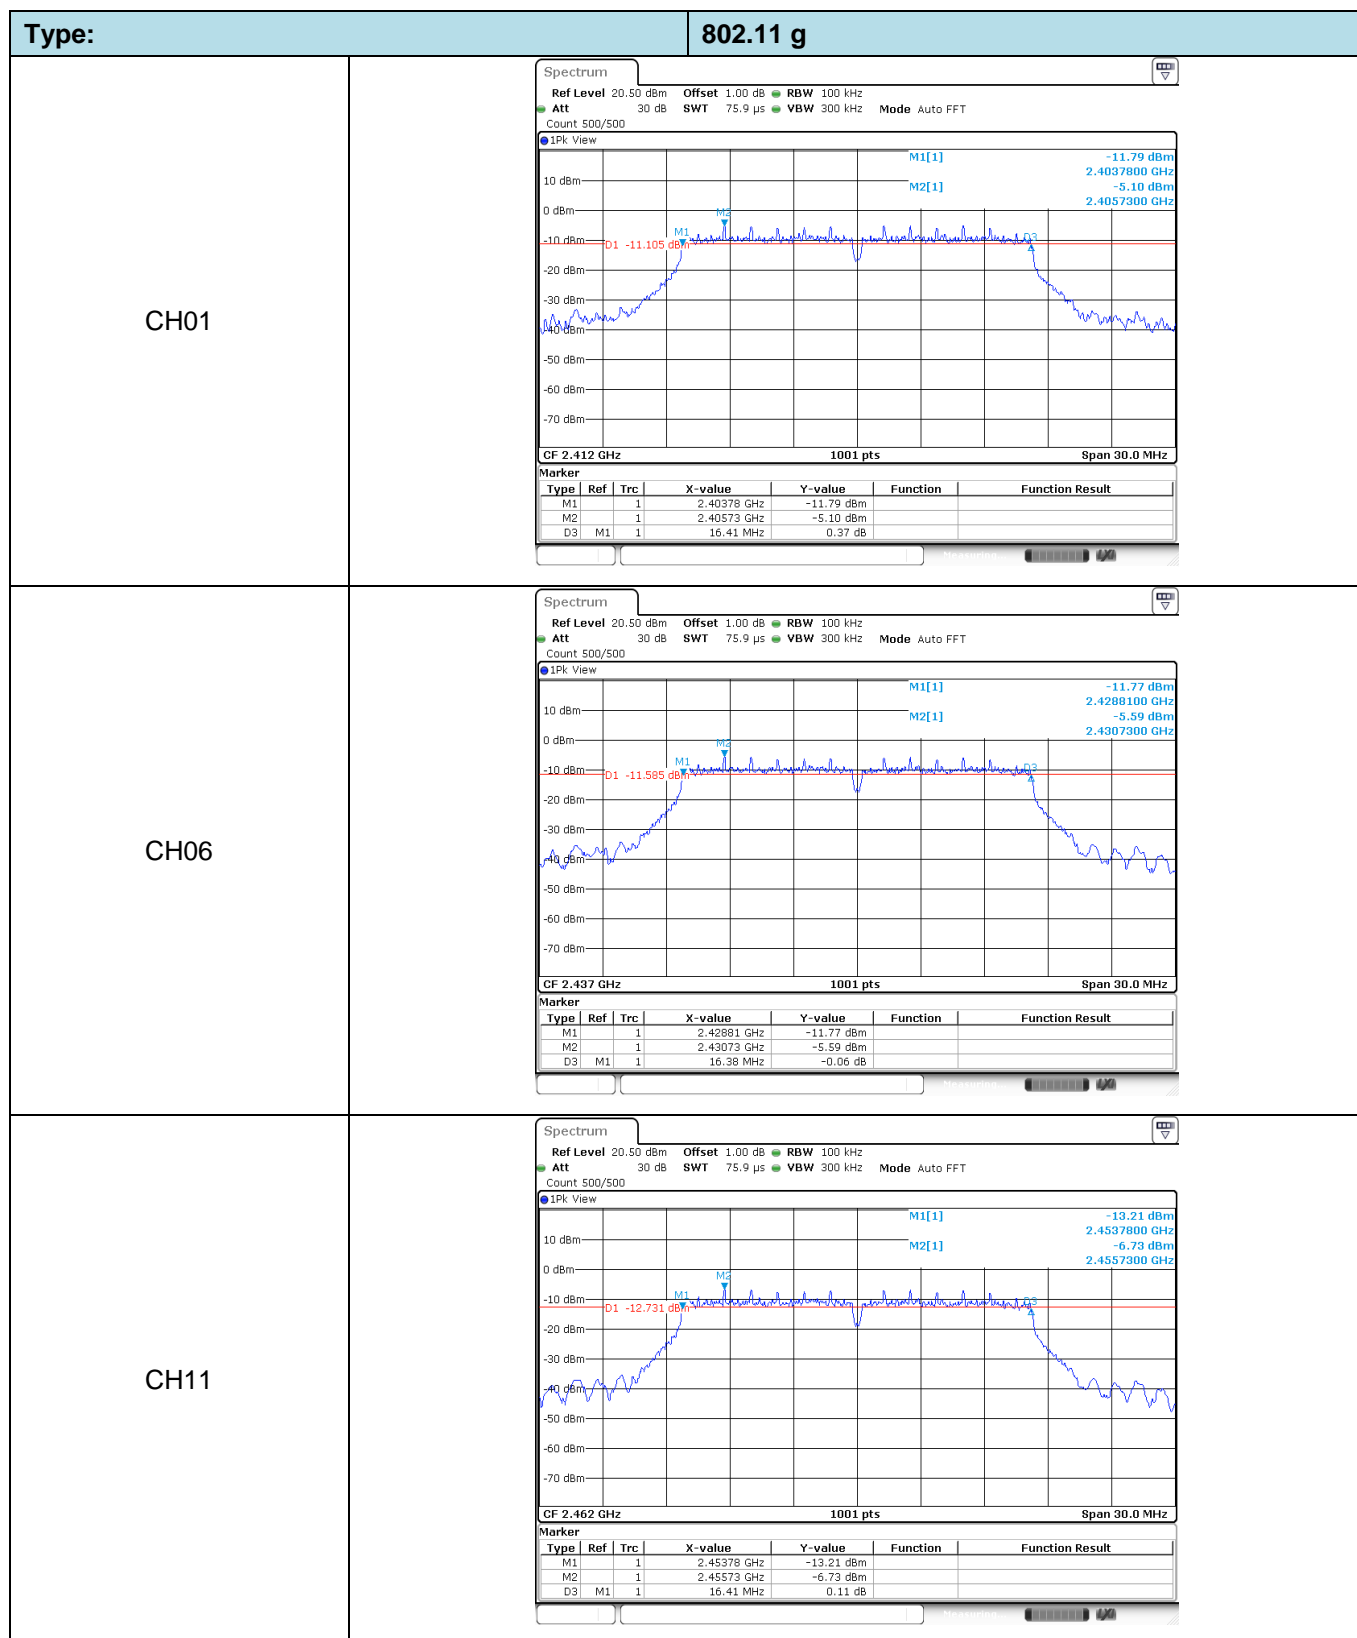 Type: 802.11 g
CH01
Spectrum
Ref Level 20.50 dBm Offset 1.00 dB RBW 100 kHz
Att 30 dB SWT 75.9 µs VBW 300 kHz Mode Auto FFT
Count 500/500
1Pk View
M1[1] -11.79 dBm
2.4037800 GHz
10 dBm
M2[1] -5.10 dBm
2.4057300 GHz
0 dBm
M2
M1
D3
-10 dBm
D1 -11.105 dBm
-20 dBm
-30 dBm
-40 dBm
-50 dBm
-60 dBm
-70 dBm
CF 2.412 GHz 1001 pts Span 30.0 MHz
Marker
Type Ref Trc X-value Y-value Function Function Result
M1 1 2.40378 GHz -11.79 dBm
M2 1 2.40573 GHz -5.10 dBm
D3 M1 1 16.41 MHz 0.37 dB
Measuring...
CH06
Spectrum
Ref Level 20.50 dBm Offset 1.00 dB RBW 100 kHz
Att 30 dB SWT 75.9 µs VBW 300 kHz Mode Auto FFT
Count 500/500
1Pk View
M1[1] -11.77 dBm
2.4288100 GHz
10 dBm
M2[1] -5.59 dBm
2.4307300 GHz
0 dBm
M2
M1
D3
-10 dBm
D1 -11.585 dBm
-20 dBm
-30 dBm
-40 dBm
-50 dBm
-60 dBm
-70 dBm
CF 2.437 GHz 1001 pts Span 30.0 MHz
Marker
Type Ref Trc X-value Y-value Function Function Result
M1 1 2.42881 GHz -11.77 dBm
M2 1 2.43073 GHz -5.59 dBm
D3 M1 1 16.38 MHz -0.06 dB
Measuring...
CH11
Spectrum
Ref Level 20.50 dBm Offset 1.00 dB RBW 100 kHz
Att 30 dB SWT 75.9 µs VBW 300 kHz Mode Auto FFT
Count 500/500
1Pk View
M1[1] -13.21 dBm
2.4537800 GHz
10 dBm
M2[1] -6.73 dBm
2.4557300 GHz
0 dBm
M2
M1
D3
-10 dBm
D1 -12.731 dBm
-20 dBm
-30 dBm
-40 dBm
-50 dBm
-60 dBm
-70 dBm
CF 2.462 GHz 1001 pts Span 30.0 MHz
Marker
Type Ref Trc X-value Y-value Function Function Result
M1 1 2.45378 GHz -13.21 dBm
M2 1 2.45573 GHz -6.73 dBm
D3 M1 1 16.41 MHz 0.11 dB
Measuring...